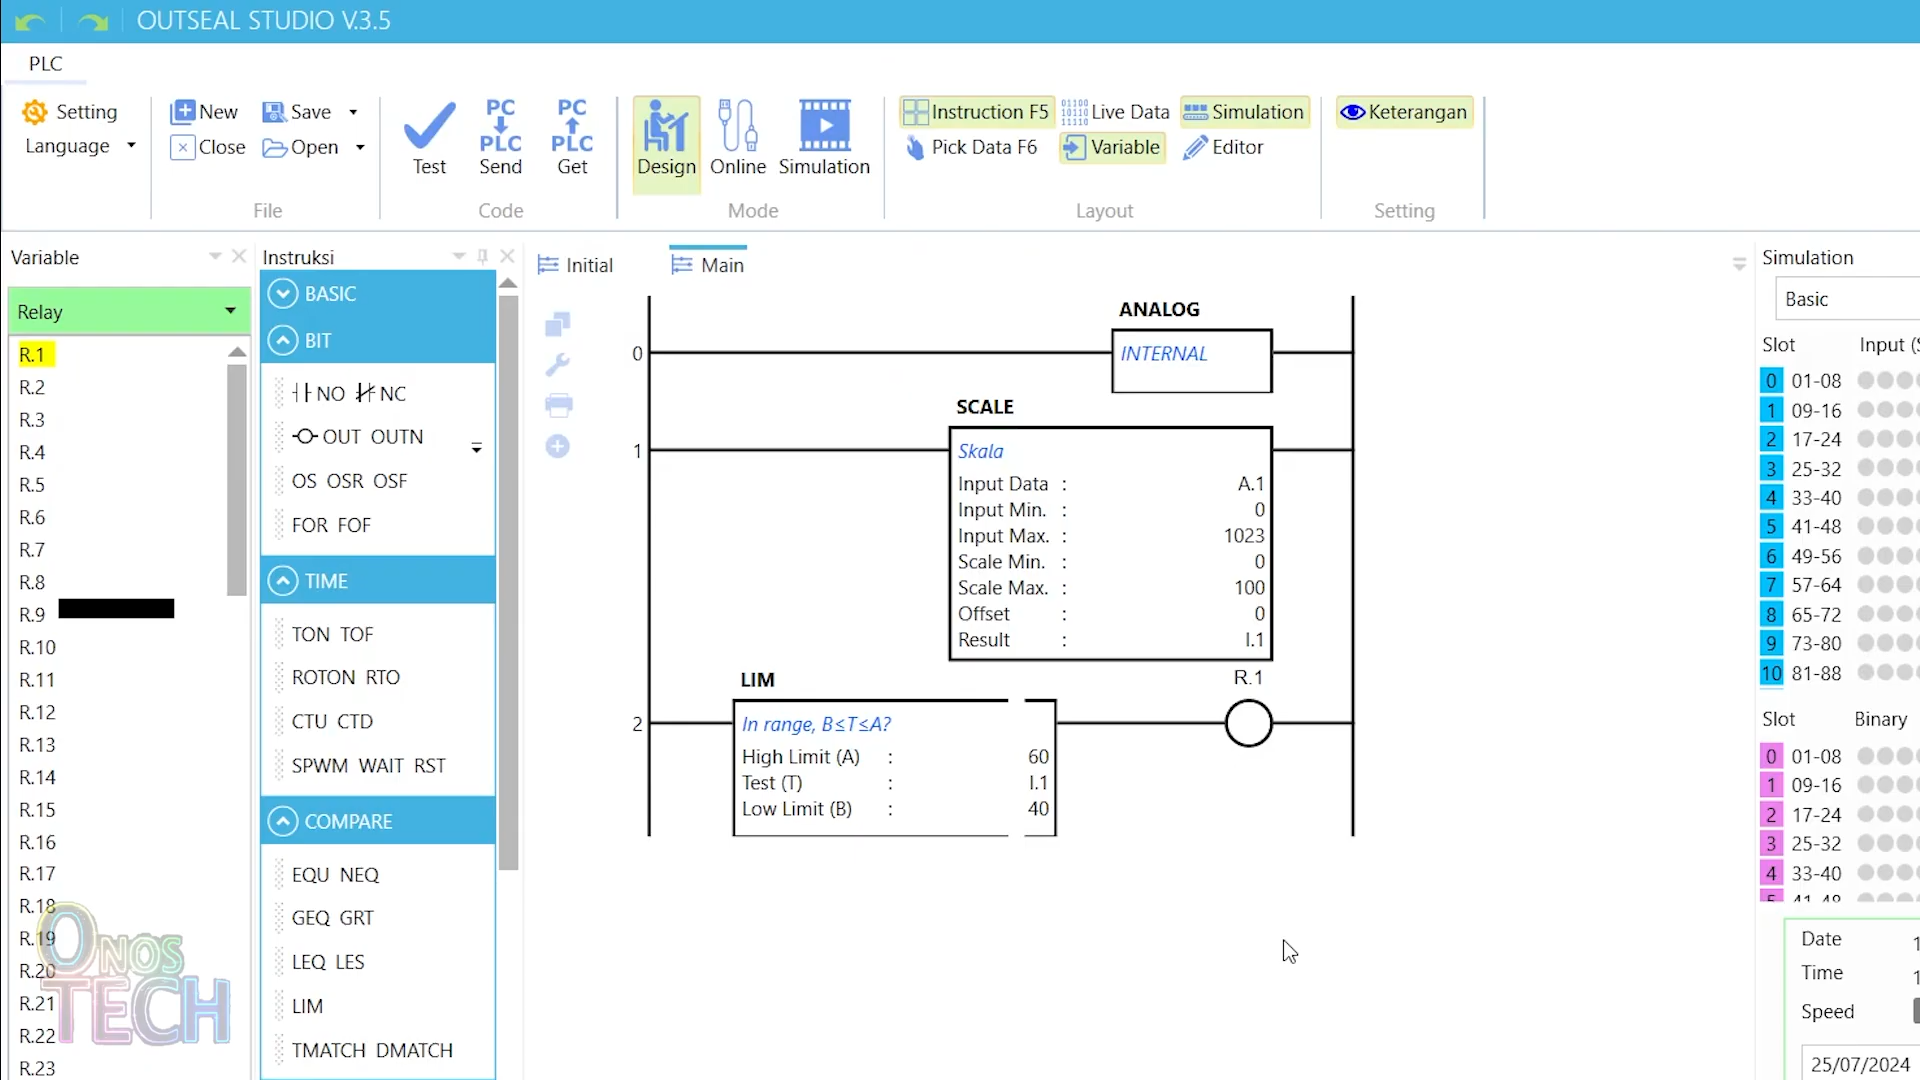 OUTSEAL STUDIO V.3.5
PLC
Setting
Language
New
Save
Close
Open
File
Test
PC
PLC
Send
PC
PLC
Get
Code
Design
Online
Simulation
Mode
Instruction F5
Live Data
Simulation
Pick Data F6
Variable
Editor
Layout
Keterangan
Setting
Variable
Relay
R.1
R.2
R.3
R.4
R.5
R.6
R.7
R.8
R.9
R.10
R.11
R.12
R.13
R.14
R.15
R.16
R.17
R.18
R.19
R.20
R.21
R.22
R.23
ONOS
TECH
Instruksi
BASIC
BIT
NO NC
OUT OUTN
OS OSR OSF
FOR FOF
TIME
TON TOF
ROTON RTO
CTU CTD
SPWM WAIT RST
COMPARE
EQU NEQ
GEQ GRT
LEQ LES
LIM
TMATCH DMATCH
Initial
Main
0
ANALOG
INTERNAL
1
SCALE
Skala
Input Data : A.1
Input Min. : 0
Input Max. : 1023
Scale Min. : 0
Scale Max. : 100
Offset : 0
Result : I.1
2
LIM
In range, B≤T≤A?
High Limit (A) : 60
Test (T) : I.1
Low Limit (B) : 40
R.1
Simulation
Basic
Slot Input (S
0 01-08
1 09-16
2 17-24
3 25-32
4 33-40
5 41-48
6 49-56
7 57-64
8 65-72
9 73-80
10 81-88
Slot Binary
0 01-08
1 09-16
2 17-24
3 25-32
4 33-40
5 41-48
Date 1
Time 1
Speed
25/07/2024